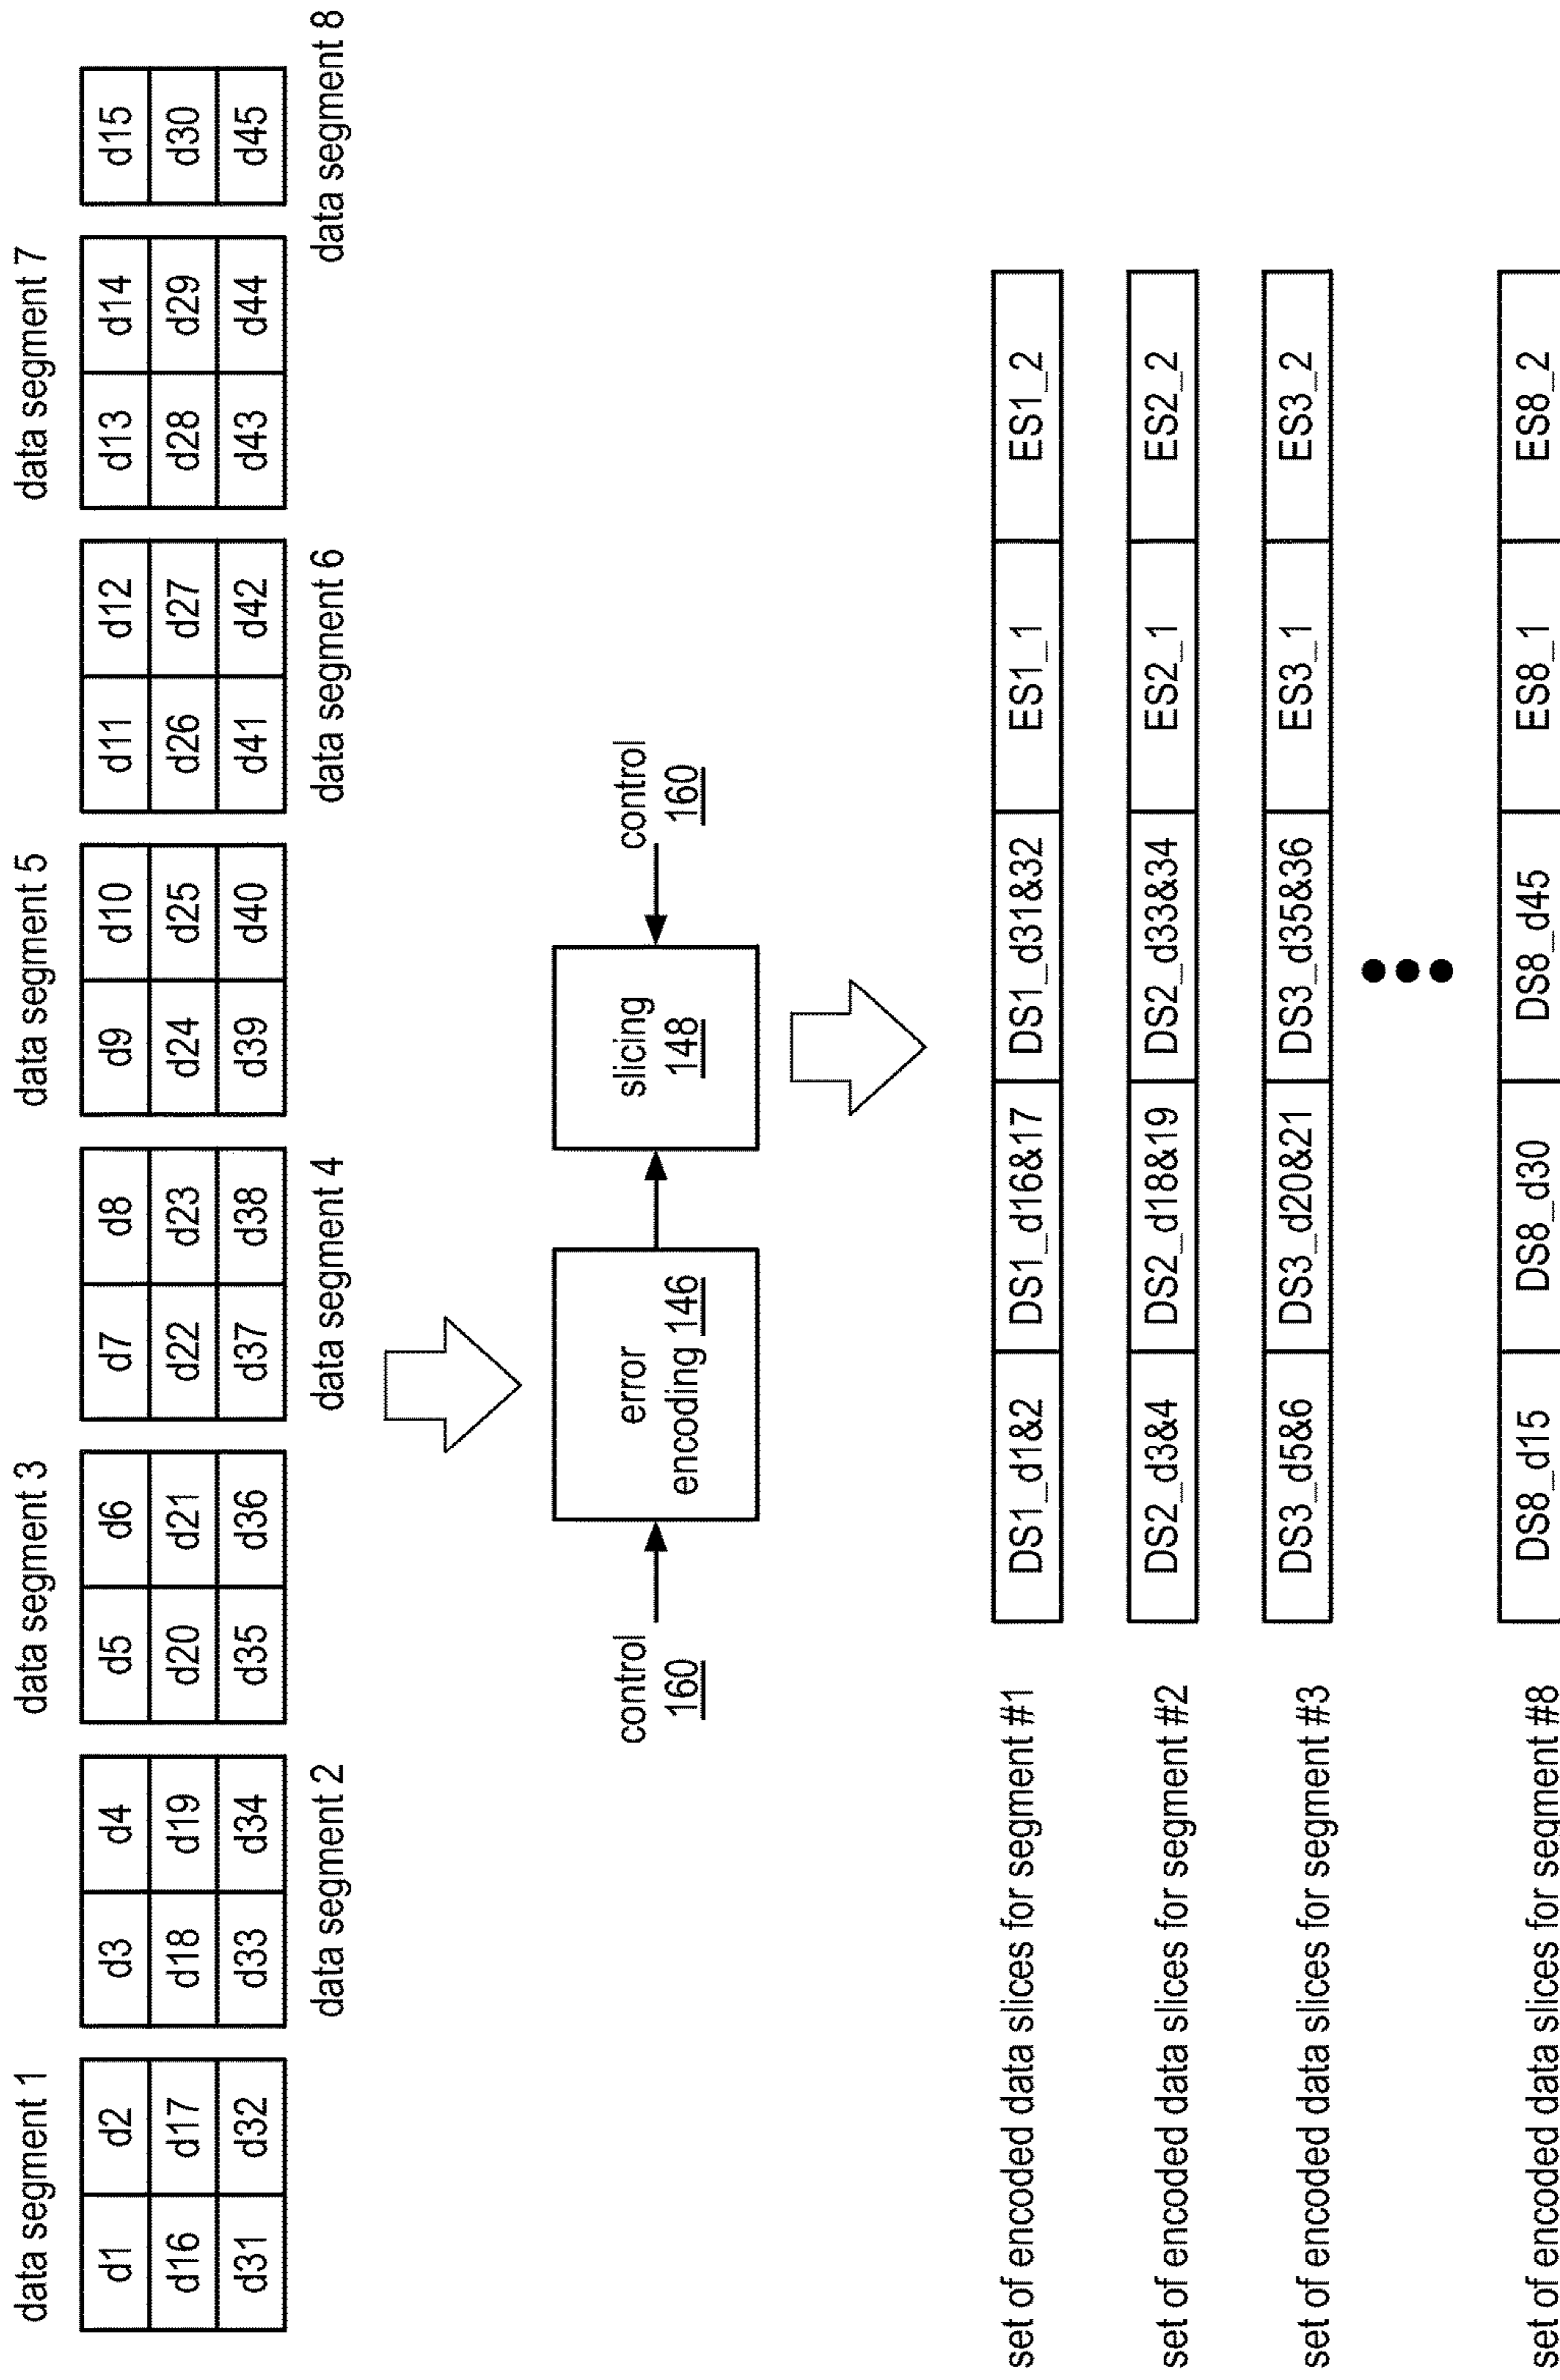 data segment 1
data segment 3
data segment 5
data segment 7
d1 d2 d3 d4 d5 d6 d7 d8 d9 d10 d11 d12 d13 d14 d15
d16 d17 d18 d19 d20 d21 d22 d23 d24 d25 d26 d27 d28 d29 d30
d31 d32 d33 d34 d35 d36 d37 d38 d39 d40 d41 d42 d43 d44 d45
data segment 2
data segment 4
data segment 6
data segment 8
control
160
error
encoding 146
slicing
148
control
160
set of encoded data slices for segment #1
DS1_d1&2 DS1_d16&17 DS1_d31&32 ES1_1 ES1_2
set of encoded data slices for segment #2
DS2_d3&4 DS2_d18&19 DS2_d33&34 ES2_1 ES2_2
set of encoded data slices for segment #3
DS3_d5&6 DS3_d20&21 DS3_d35&36 ES3_1 ES3_2
set of encoded data slices for segment #8
DS8_d15 DS8_d30 DS8_d45 ES8_1 ES8_2